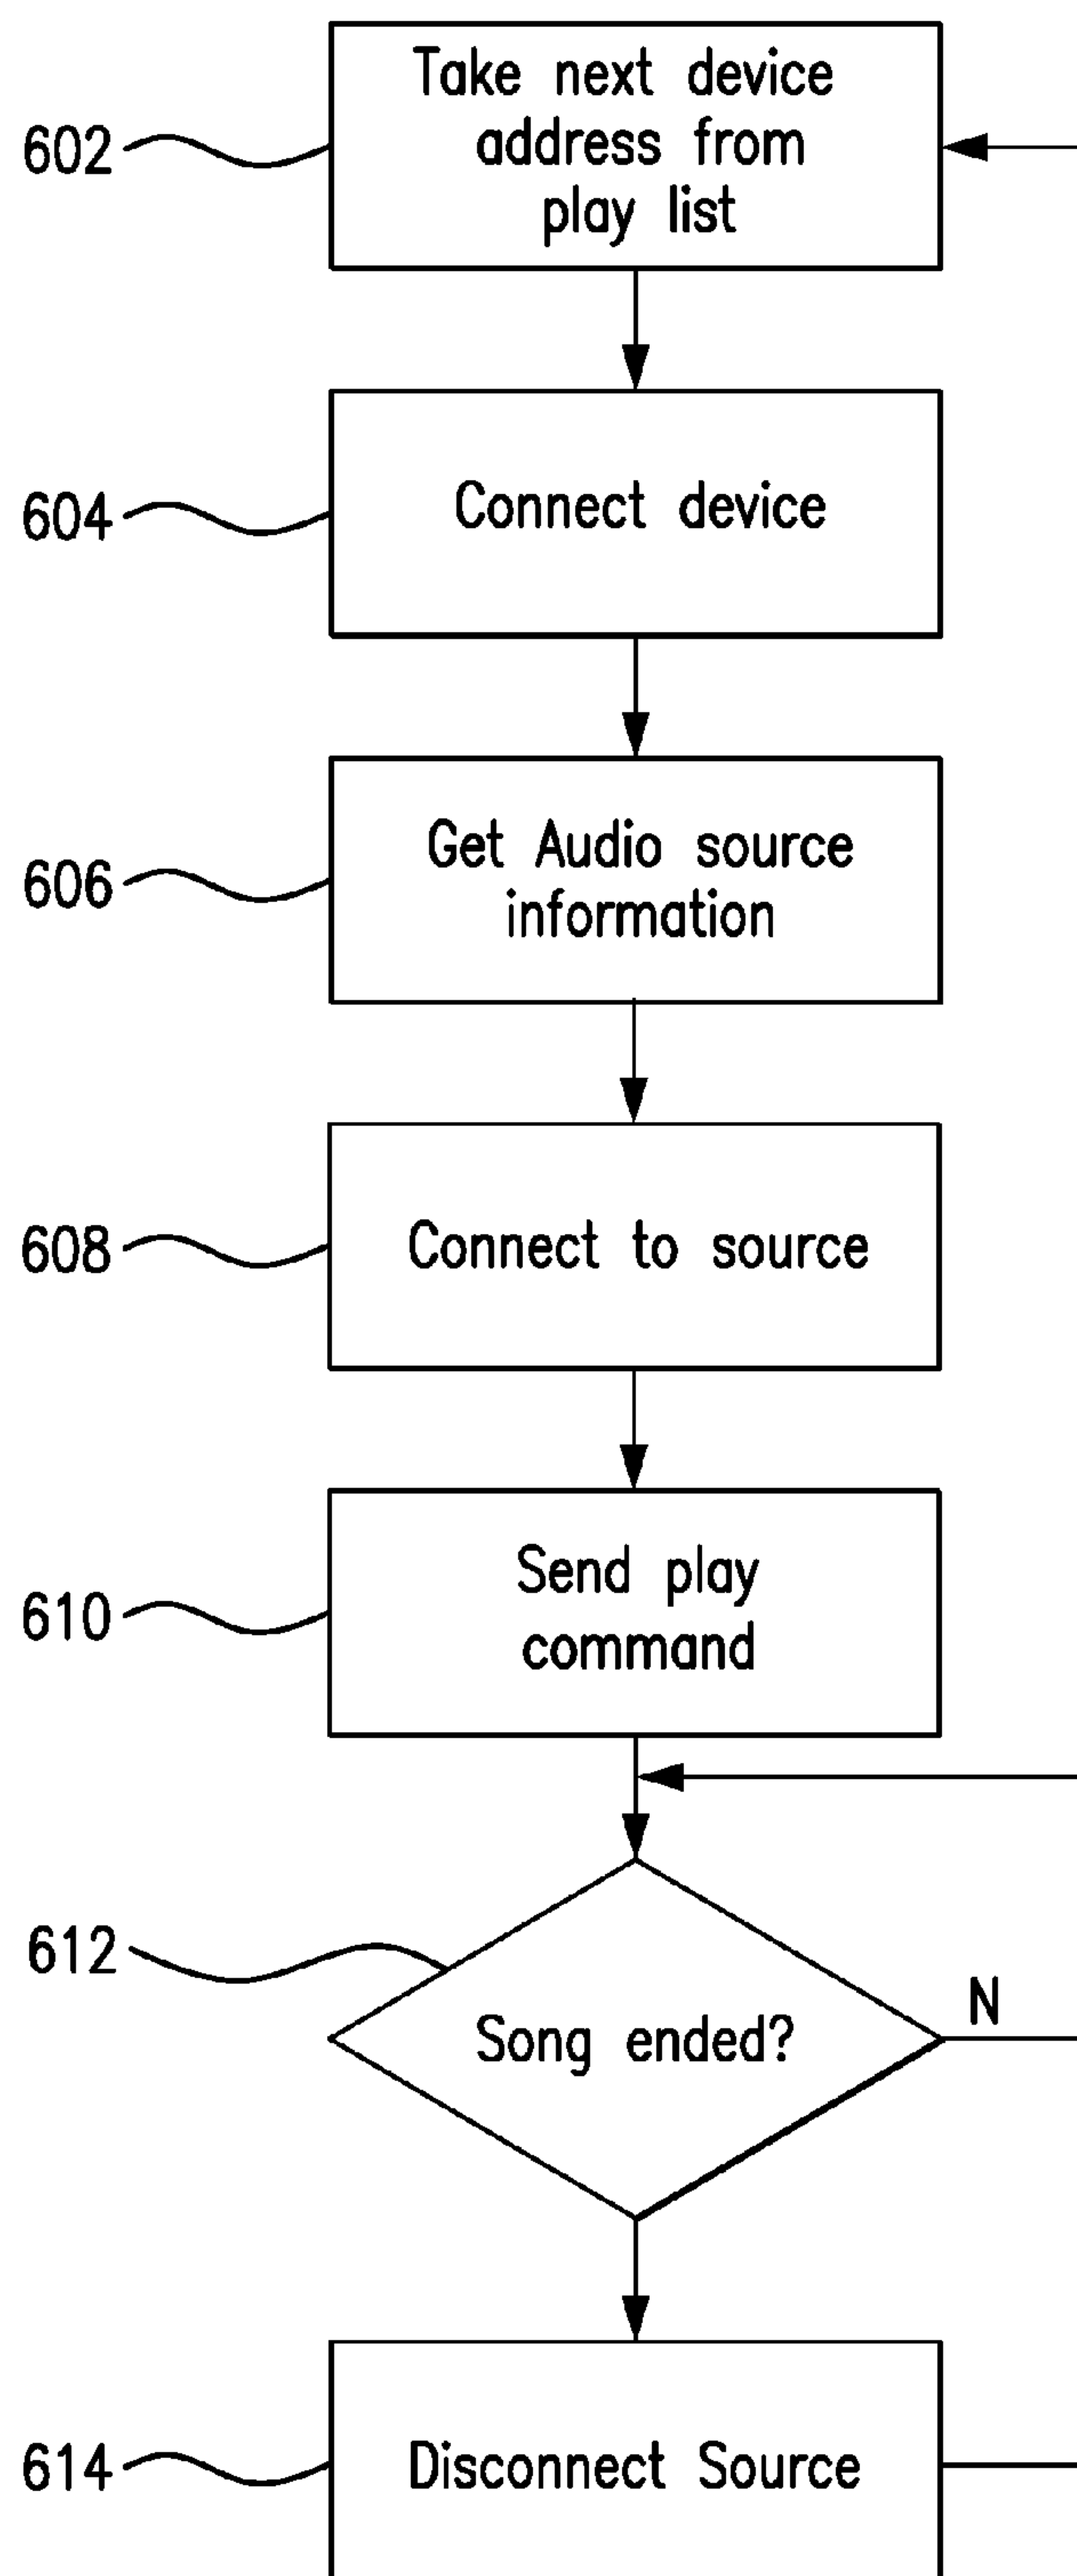 602
Take next device
address from
play list
604
Connect device
606
Get Audio source
information
608
Connect to source
610
Send play
command
612
Song ended?
N
614
Disconnect Source